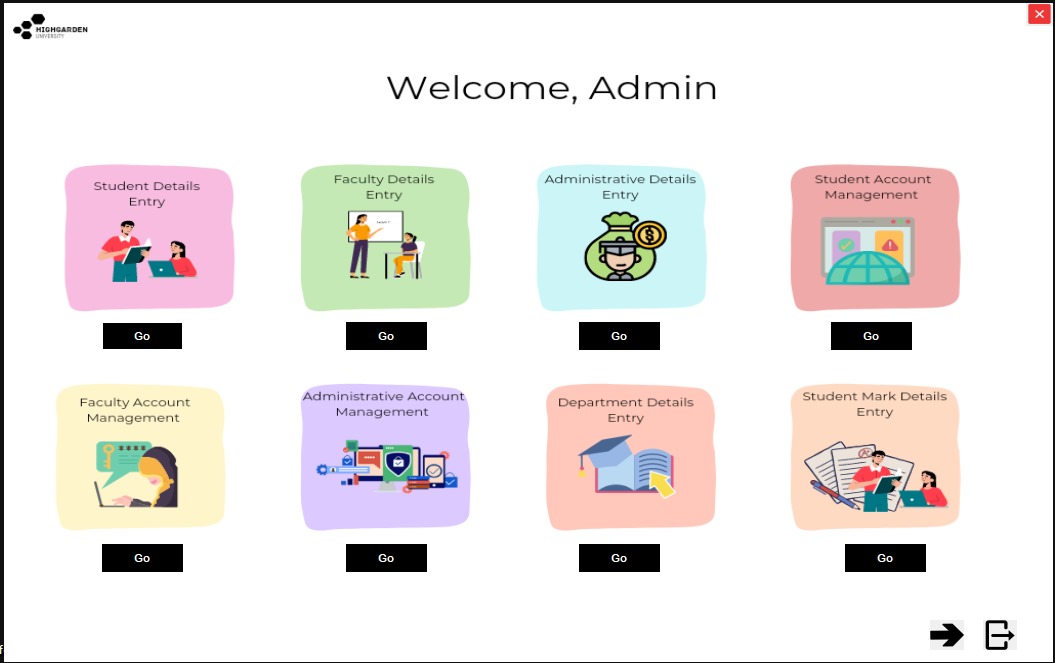 HIGHGARDEN
UNIVERSITY
Welcome, Admin
Student Details
Entry
Faculty Details
Entry
Administrative Details
Entry
Student Account
Management
Go
Go
Go
Go
Faculty Account
Management
Administrative Account
Management
Department Details
Entry
Student Mark Details
Entry
Go
Go
Go
Go